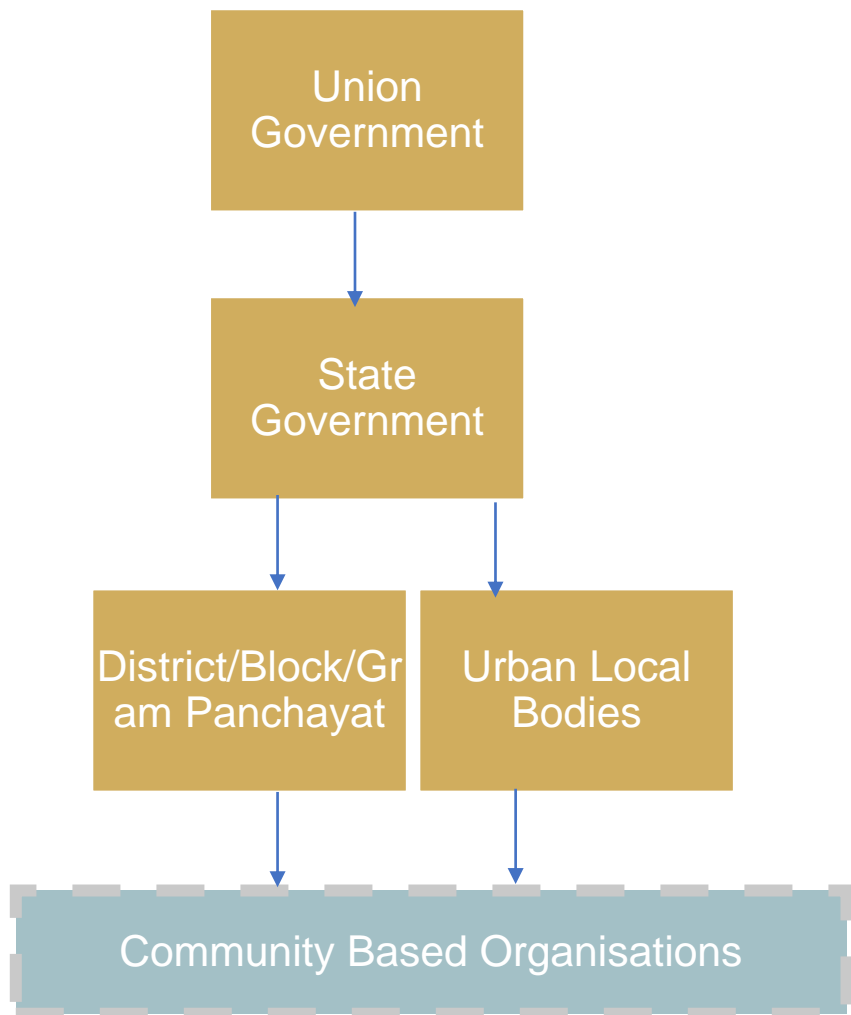 Union
Government
State
Government
District/Block/Gr
am Panchayat
Urban Local
Bodies
Community Based Organisations